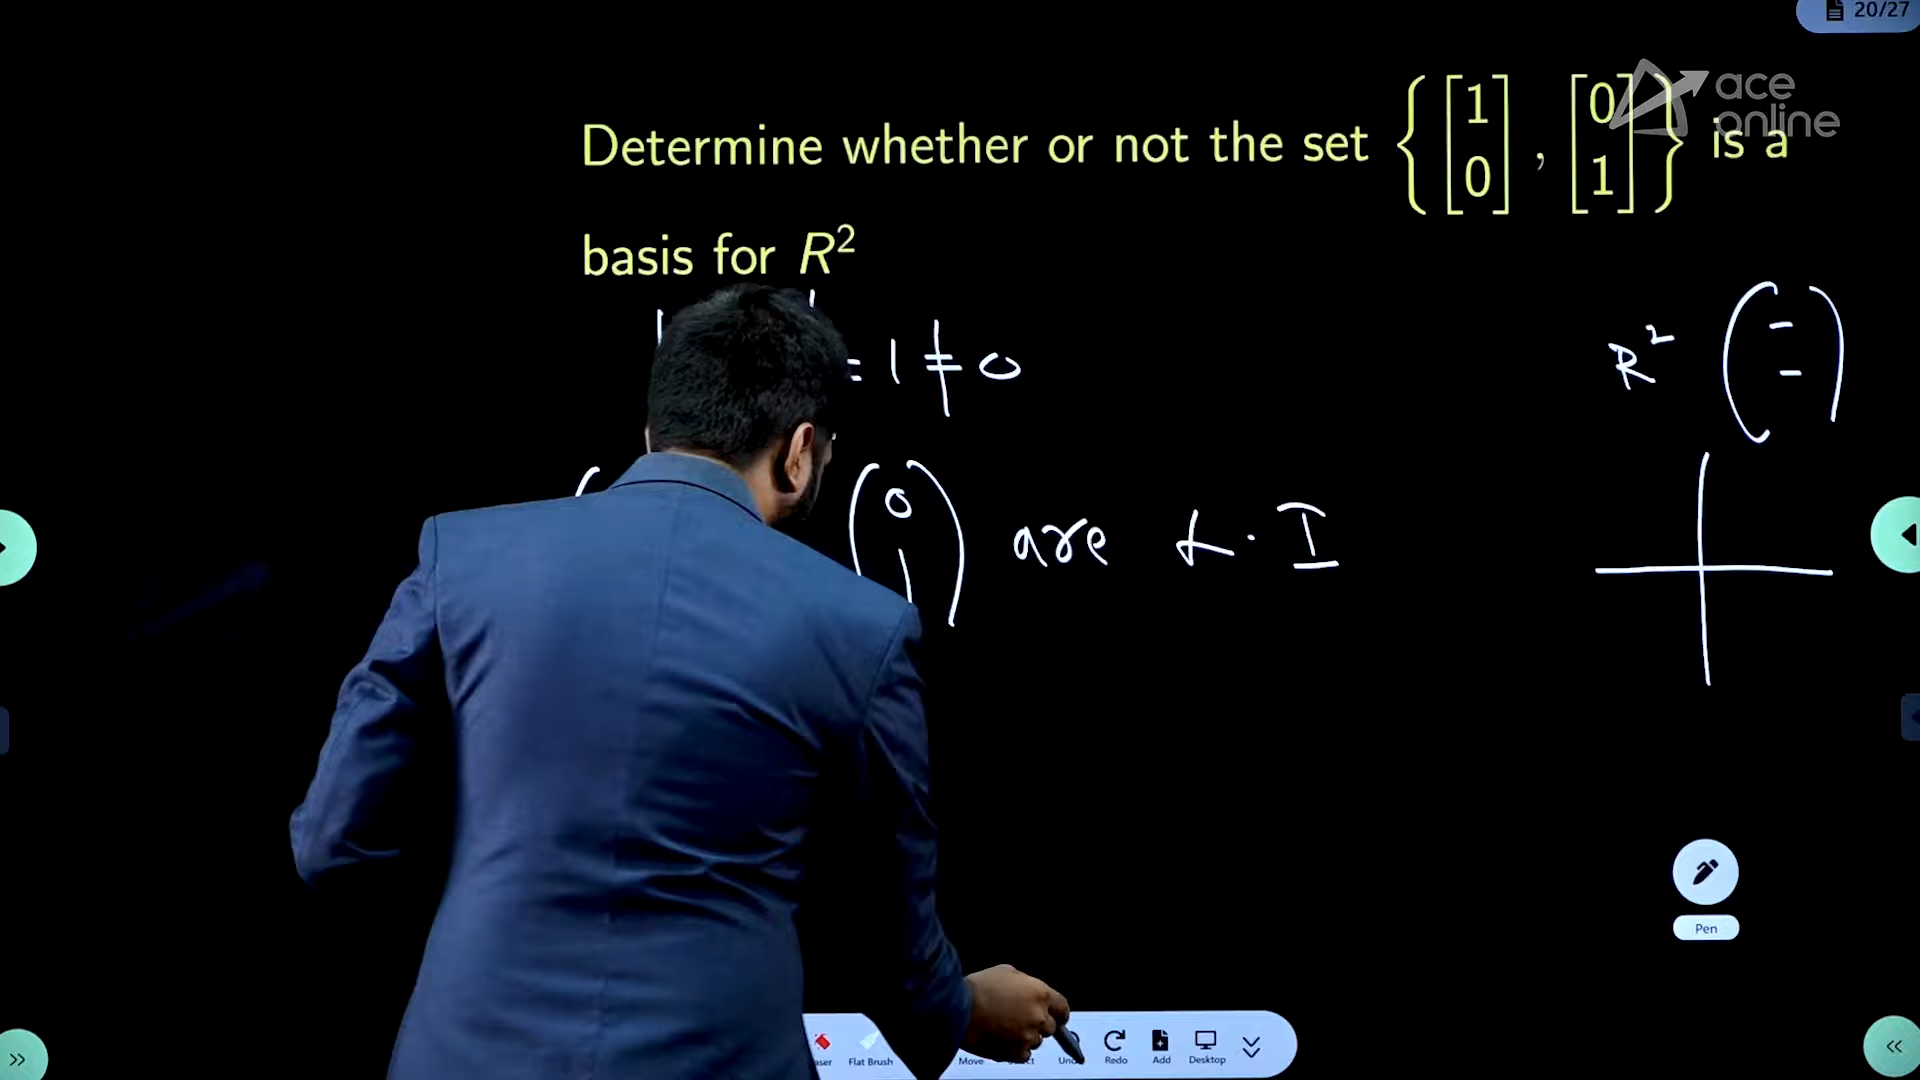 20/27
ace online
Determine whether or not the set { [1 0] , [0 1] } is a
basis for R²
= 1 ≠ 0
R² ( - - )
( 0 1 ) are L.I
Pen
Flat Brush Move Redo Add Desktop